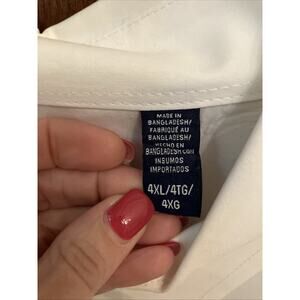 MADE IN
BANGLADESH/
FABRIQUÉ AU
BANGLADESH/
HECHO EN
BANGLADESH CON
INSUMOS
IMPORTADOS
4XL/4TG/
4XG